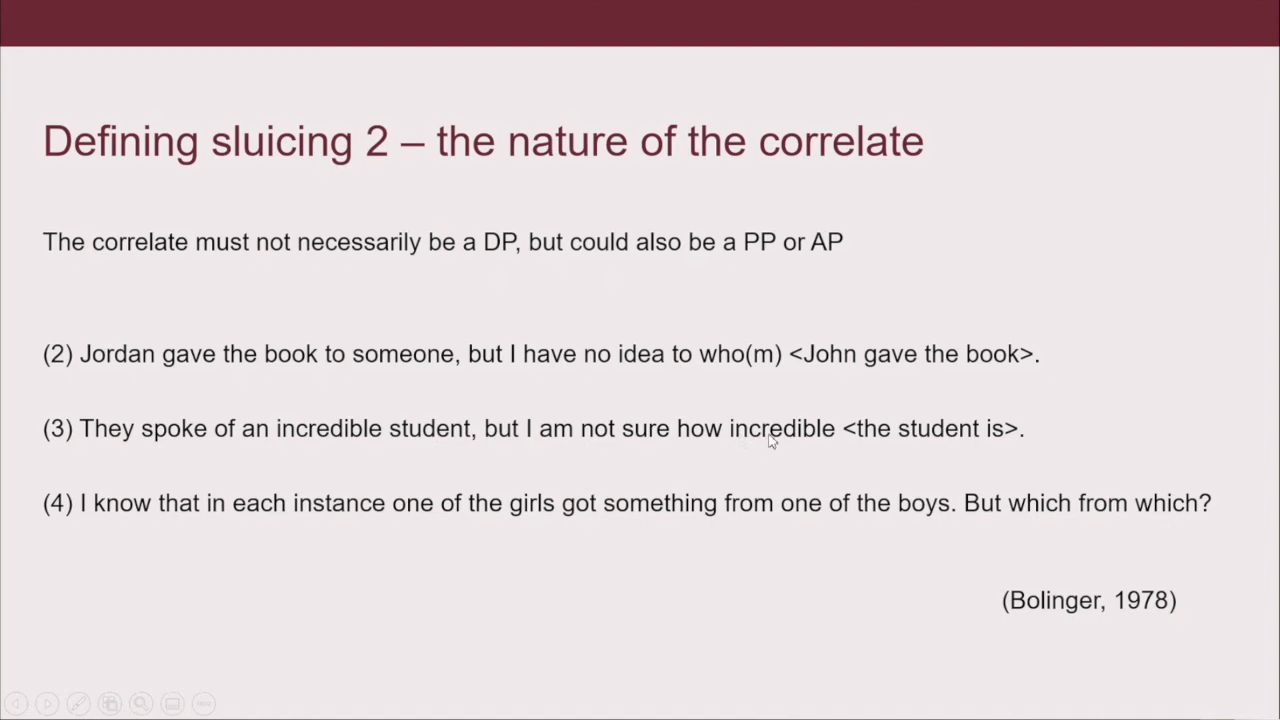 Defining sluicing 2 – the nature of the correlate
The correlate must not necessarily be a DP, but could also be a PP or AP
(2) Jordan gave the book to someone, but I have no idea to who(m) <John gave the book>.
(3) They spoke of an incredible student, but I am not sure how incredible <the student is>.
(4) I know that in each instance one of the girls got something from one of the boys. But which from which?
(Bolinger, 1978)